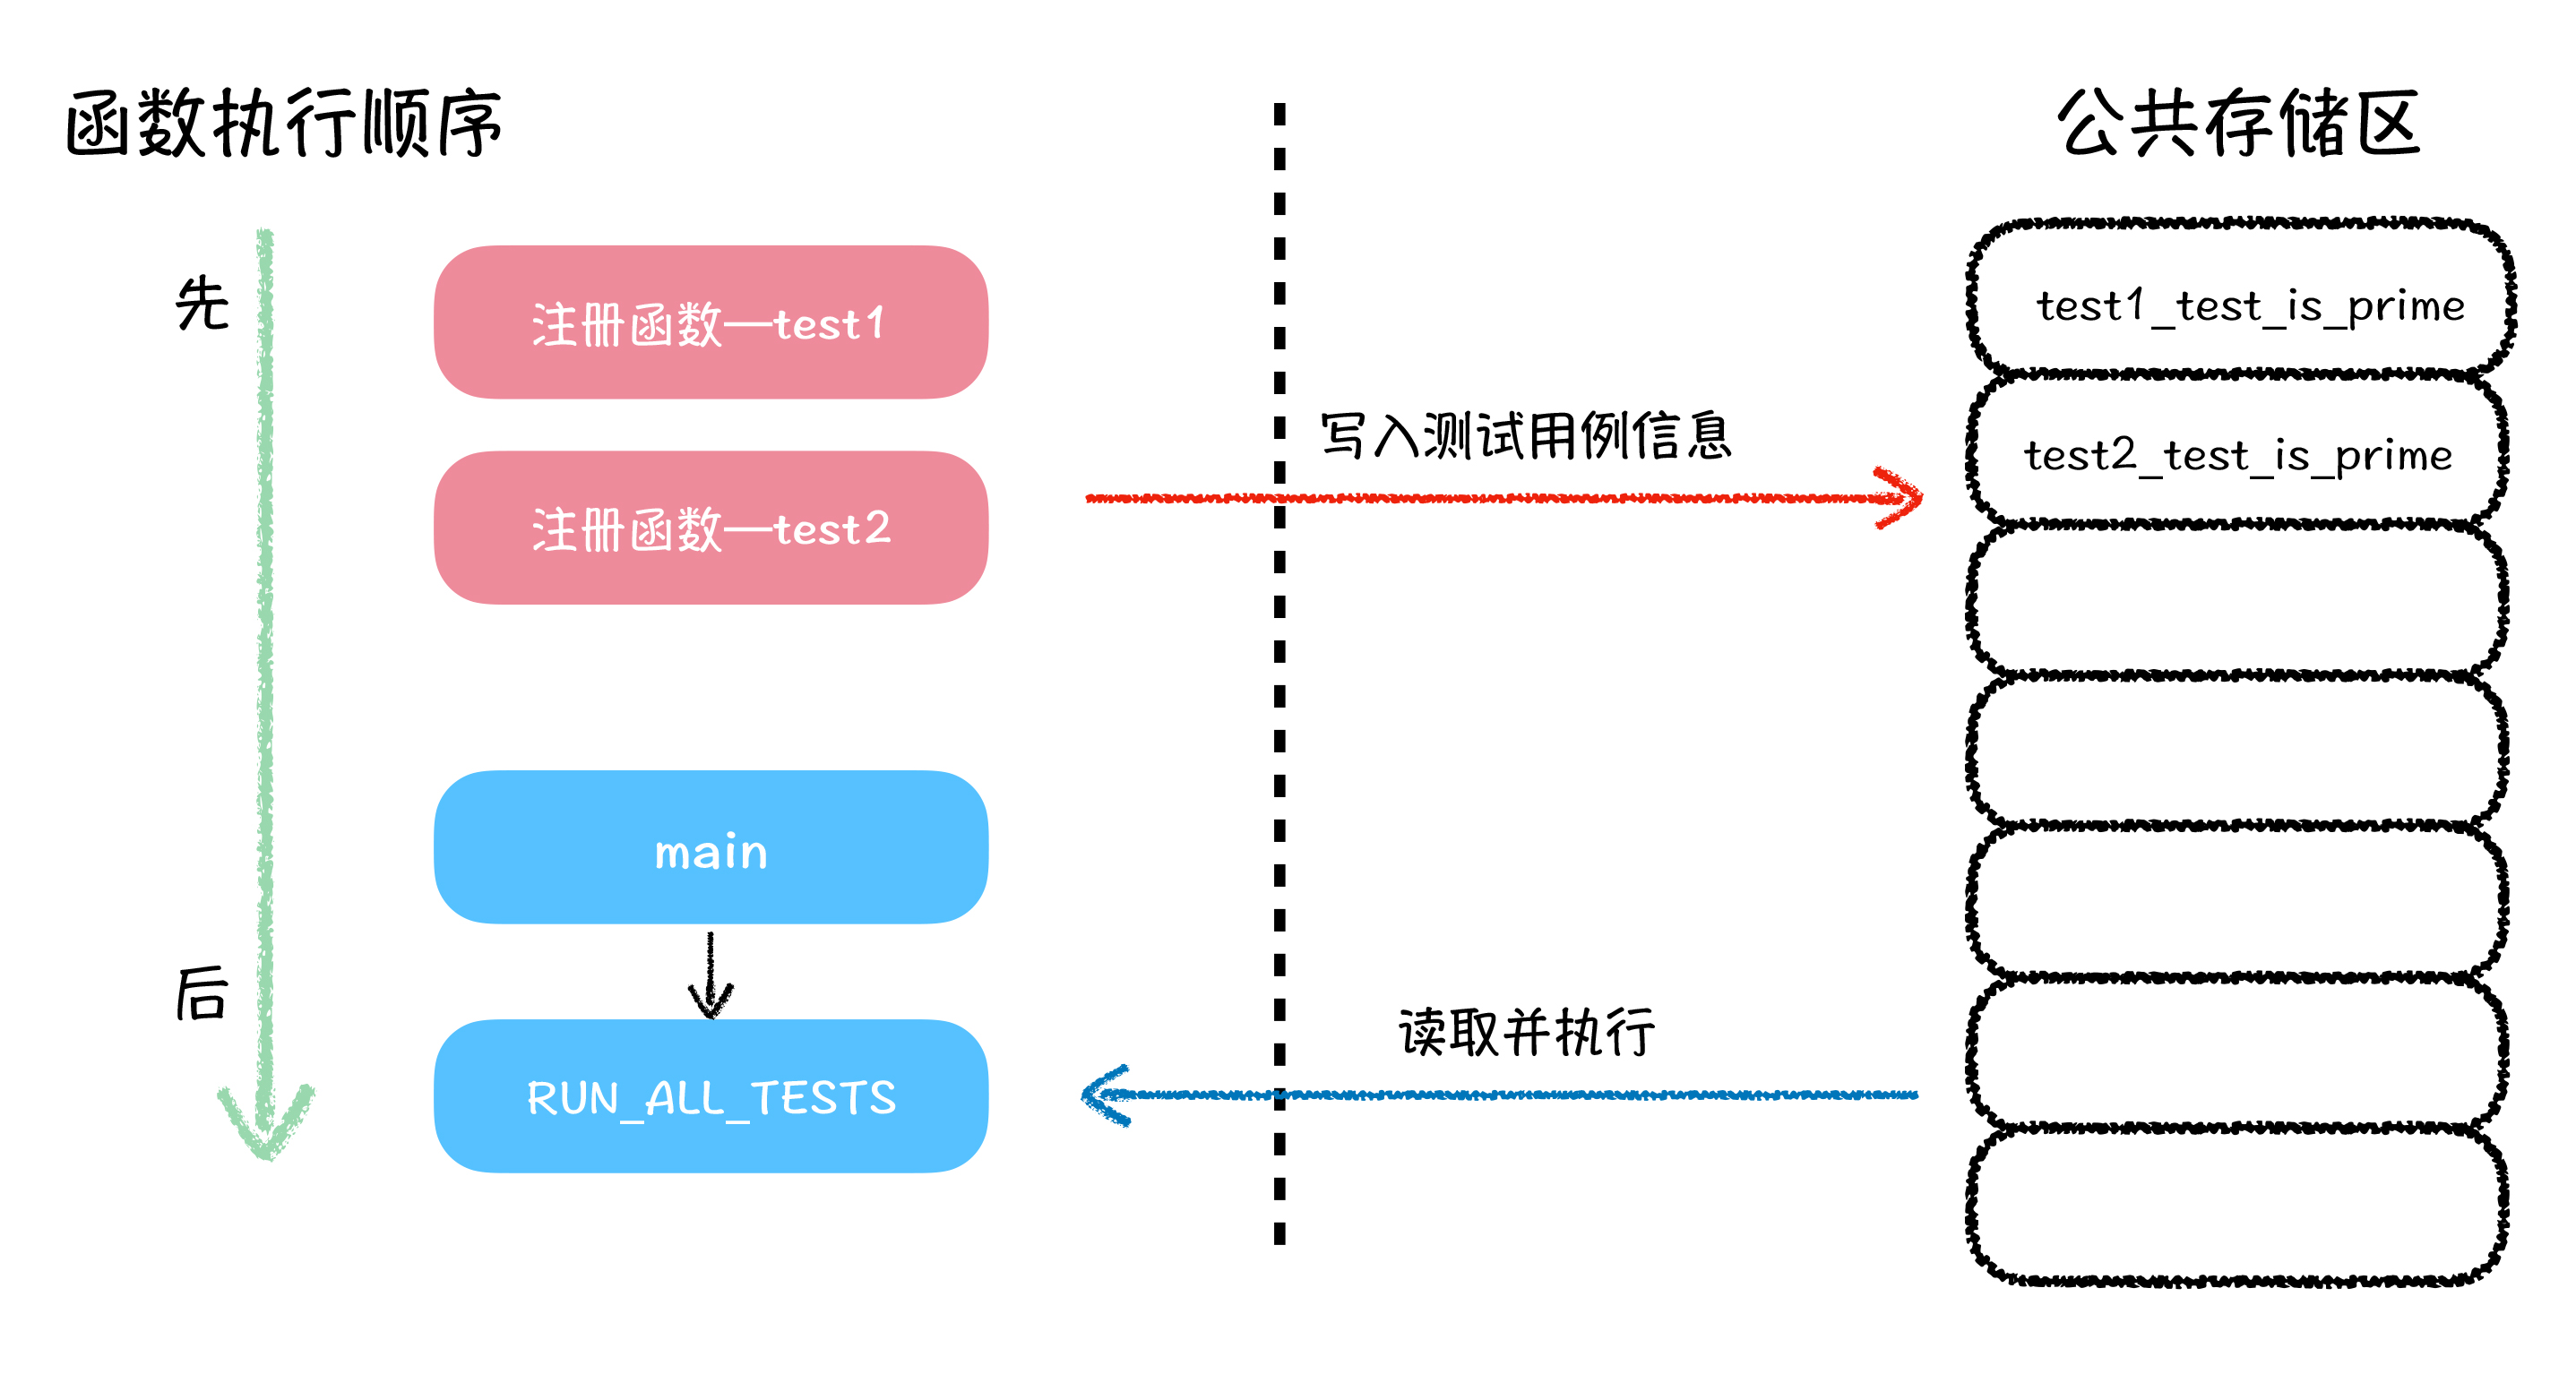 函数执行顺序
公共存储区
先
注册函数—test1
test1_test_is_prime
写入测试用例信息
test2_test_is_prime
注册函数—test2
main
后
读取并执行
RUN_ALL_TESTS